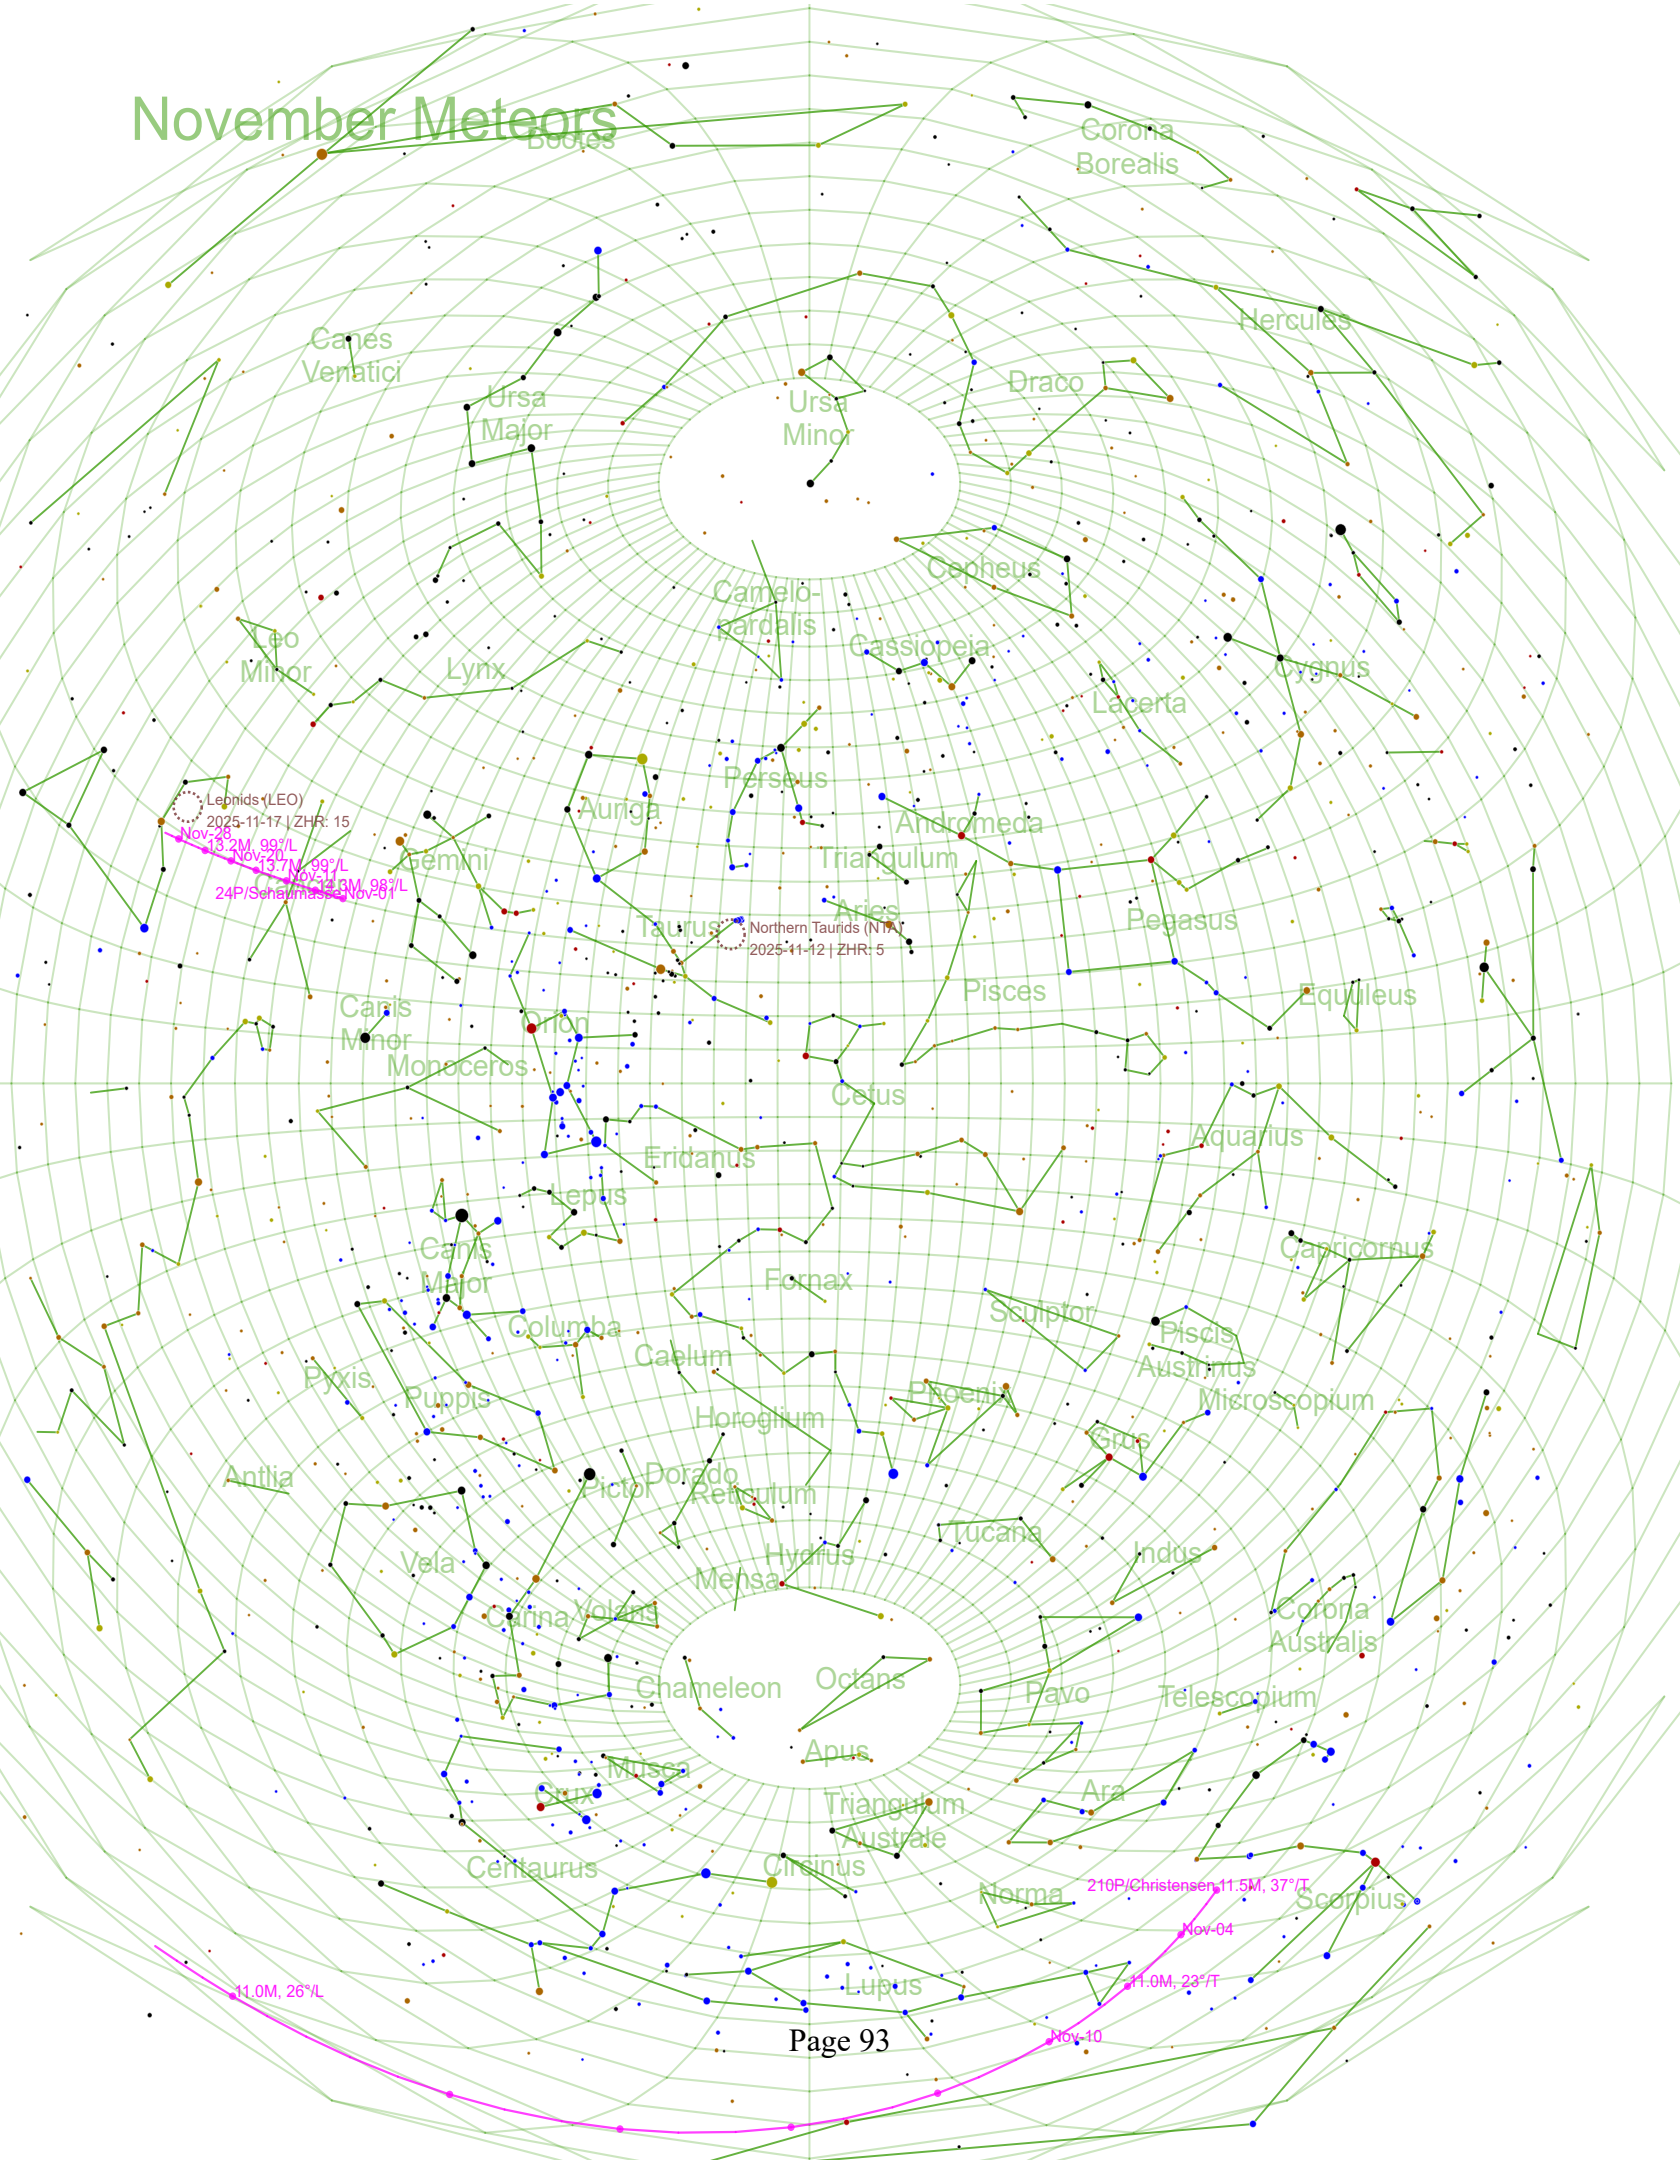 November Meteors
Bootes
Corona
Borealis
Canes
Venatici
Hercules
Ursa
Major
Ursa
Minor
Draco
Cepheus
Camelo-
pardalis
Cassiopeia
Leo
Minor
Lynx
Cygnus
Lacerta
Perseus
Auriga
Leonids (LEO)
2025-11-17 | ZHR: 15
Andromeda
Triangulum
Gemini
Nov-28
13.2M, 99°/L
Nov-20
13.7M, 99°/L
Nov-11
14.3M, 98°/L
24P/Schaumasse,Nov-01
Aries
Pegasus
Taurus
Northern Taurids (NTA)
2025-11-12 | ZHR: 5
Pisces
Equuleus
Canis
Minor
Orion
Monoceros
Cetus
Aquarius
Eridanus
Lepus
Canis
Major
Capricornus
Fornax
Sculptor
Columba
Piscis
Austrinus
Caelum
Pyxis
Puppis
Phoenix
Microscopium
Horoglium
Grus
Antlia
Pictor
Dorado
Reticulum
Tucana
Indus
Vela
Hydrus
Mensa
Carina
Volans
Corona
Australis
Chameleon
Octans
Pavo
Telescopium
Apus
Musca
Crux
Ara
Triangulum
Australe
Centaurus
Circinus
Norma
210P/Christensen,11.5M, 37°/T
Scorpius
Nov-04
11.0M, 23°/T
Lupus
11.0M, 26°/L
Nov-10
Page 93